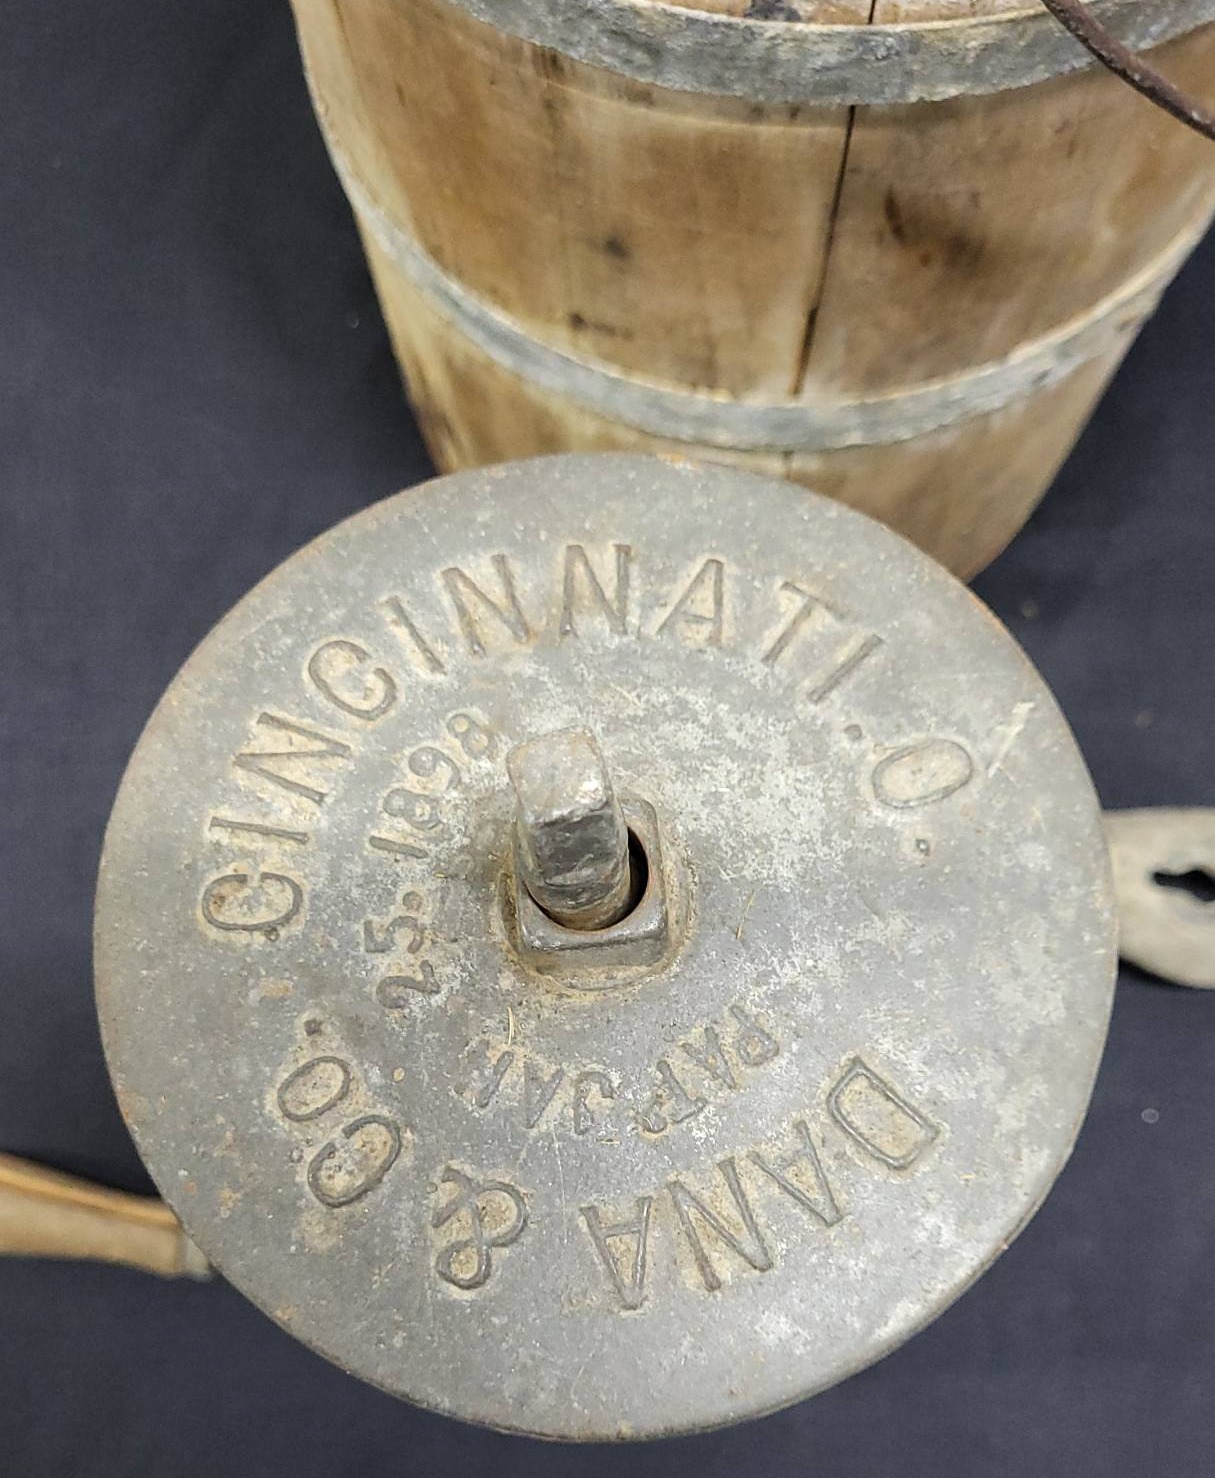 DANA & CO.
CINCINNATI. O.
PAT'D JAN 25. 1898